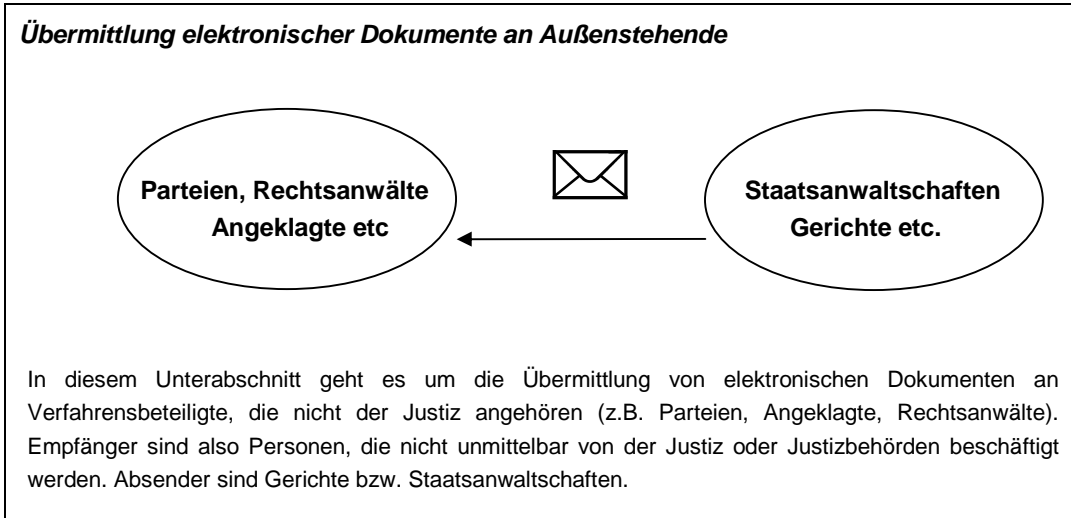 Übermittlung elektronischer Dokumente an Außenstehende
Parteien, Rechtsanwälte
Angeklagte etc
Staatsanwaltschaften
Gerichte etc.
In diesem Unterabschnitt geht es um die Übermittlung von elektronischen Dokumenten an
Verfahrensbeteiligte, die nicht der Justiz angehören (z.B. Parteien, Angeklagte, Rechtsanwälte).
Empfänger sind also Personen, die nicht unmittelbar von der Justiz oder Justizbehörden beschäftigt
werden. Absender sind Gerichte bzw. Staatsanwaltschaften.